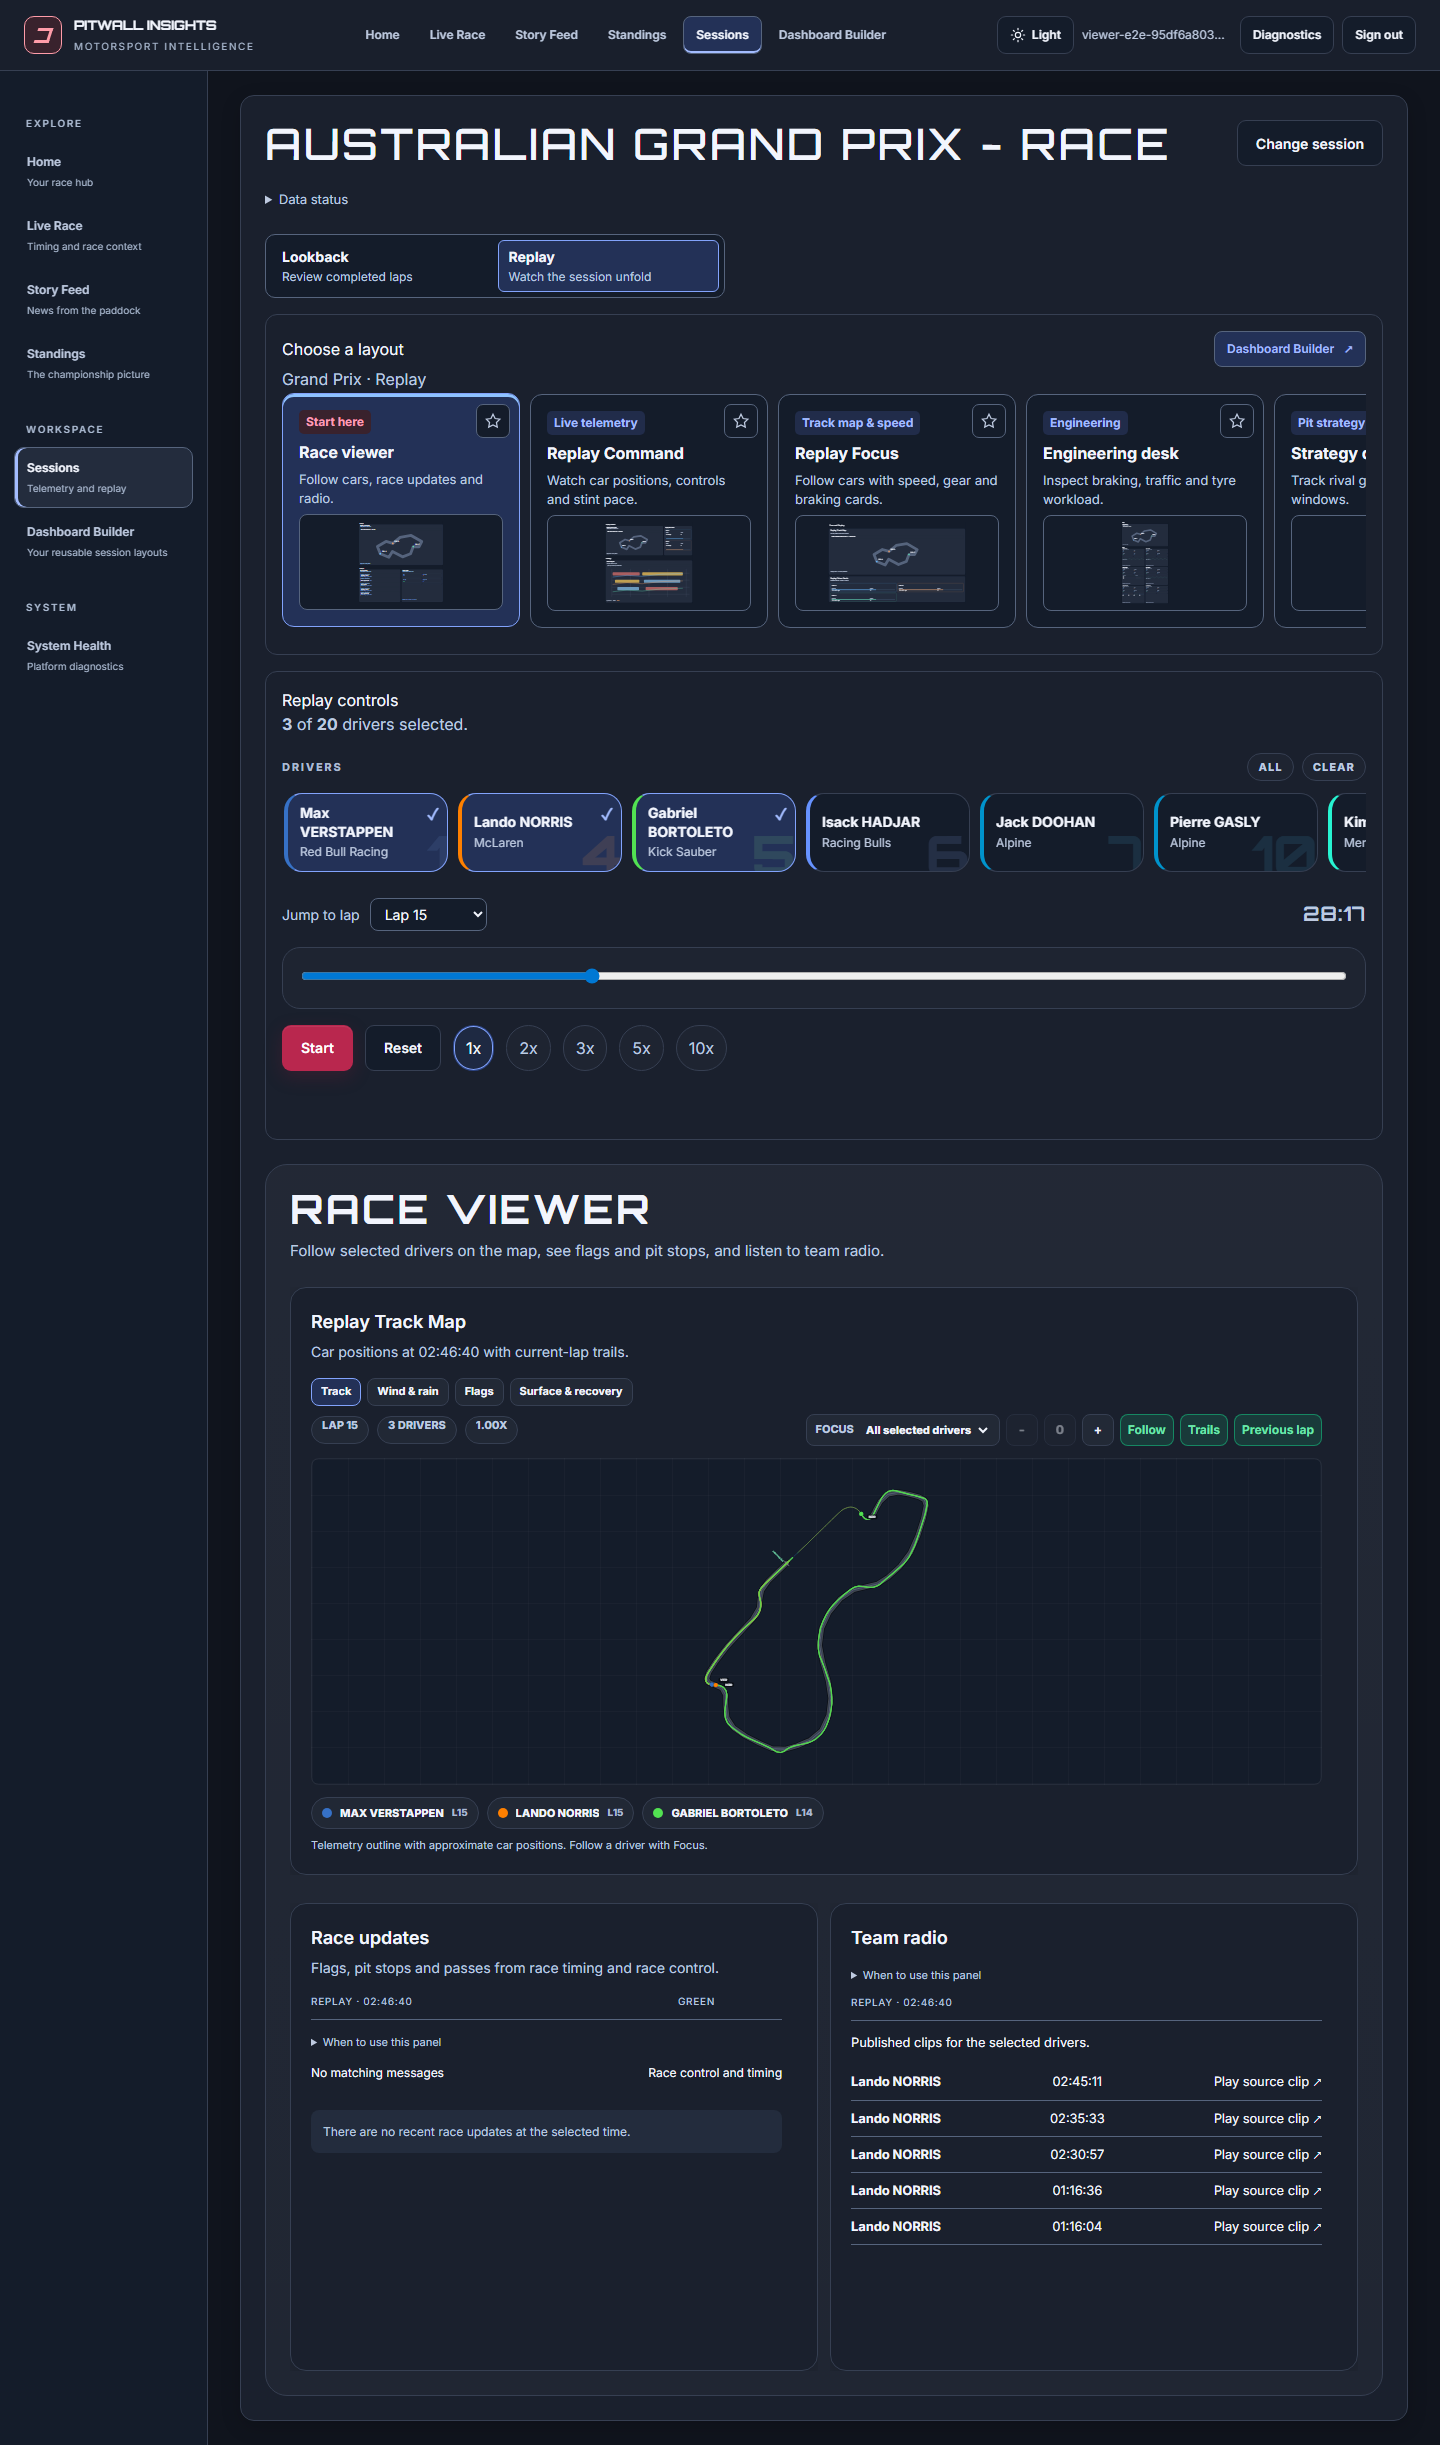 PITWALL INSIGHTS
MOTORSPORT INTELLIGENCE
Home
Live Race
Story Feed
Standings
Sessions
Dashboard Builder
Light
viewer-e2e-95df6a803...
Diagnostics
Sign out
EXPLORE
Home
Your race hub
Live Race
Timing and race context
Story Feed
News from the paddock
Standings
The championship picture
WORKSPACE
Sessions
Telemetry and replay
Dashboard Builder
Your reusable session layouts
SYSTEM
System Health
Platform diagnostics
AUSTRALIAN GRAND PRIX - RACE
Change session
Data status
Lookback
Review completed laps
Replay
Watch the session unfold
Choose a layout
Grand Prix · Replay
Dashboard Builder ↗
Start here
Race viewer
Follow cars, race updates and
radio.
Live telemetry
Replay Command
Watch car positions, controls
and stint pace.
Track map & speed
Replay Focus
Follow cars with speed, gear and
braking cards.
Engineering
Engineering desk
Inspect braking, traffic and tyre
workload.
Pit strategy
Strategy
Track rival
windows.
Replay controls
3 of 20 drivers selected.
DRIVERS
ALL
CLEAR
Max
VERSTAPPEN
Red Bull Racing
1
Lando NORRIS
McLaren
4
Gabriel
BORTOLETO
Kick Sauber
5
Isack HADJAR
Racing Bulls
6
Jack DOOHAN
Alpine
7
Pierre GASLY
Alpine
10
Kim
Mer
Jump to lap
Lap 15
28:17
Start
Reset
1x
2x
3x
5x
10x
RACE VIEWER
Follow selected drivers on the map, see flags and pit stops, and listen to team radio.
Replay Track Map
Car positions at 02:46:40 with current-lap trails.
Track
Wind & rain
Flags
Surface & recovery
LAP 15
3 DRIVERS
1.00X
FOCUS
All selected drivers
-
0
+
Follow
Trails
Previous lap
MAX VERSTAPPEN L15
LANDO NORRIS L15
GABRIEL BORTOLETO L14
Telemetry outline with approximate car positions. Follow a driver with Focus.
Race updates
Flags, pit stops and passes from race timing and race control.
REPLAY · 02:46:40
GREEN
When to use this panel
No matching messages
Race control and timing
There are no recent race updates at the selected time.
Team radio
When to use this panel
REPLAY · 02:46:40
Published clips for the selected drivers.
Lando NORRIS 02:45:11 Play source clip ↗
Lando NORRIS 02:35:33 Play source clip ↗
Lando NORRIS 02:30:57 Play source clip ↗
Lando NORRIS 01:16:36 Play source clip ↗
Lando NORRIS 01:16:04 Play source clip ↗